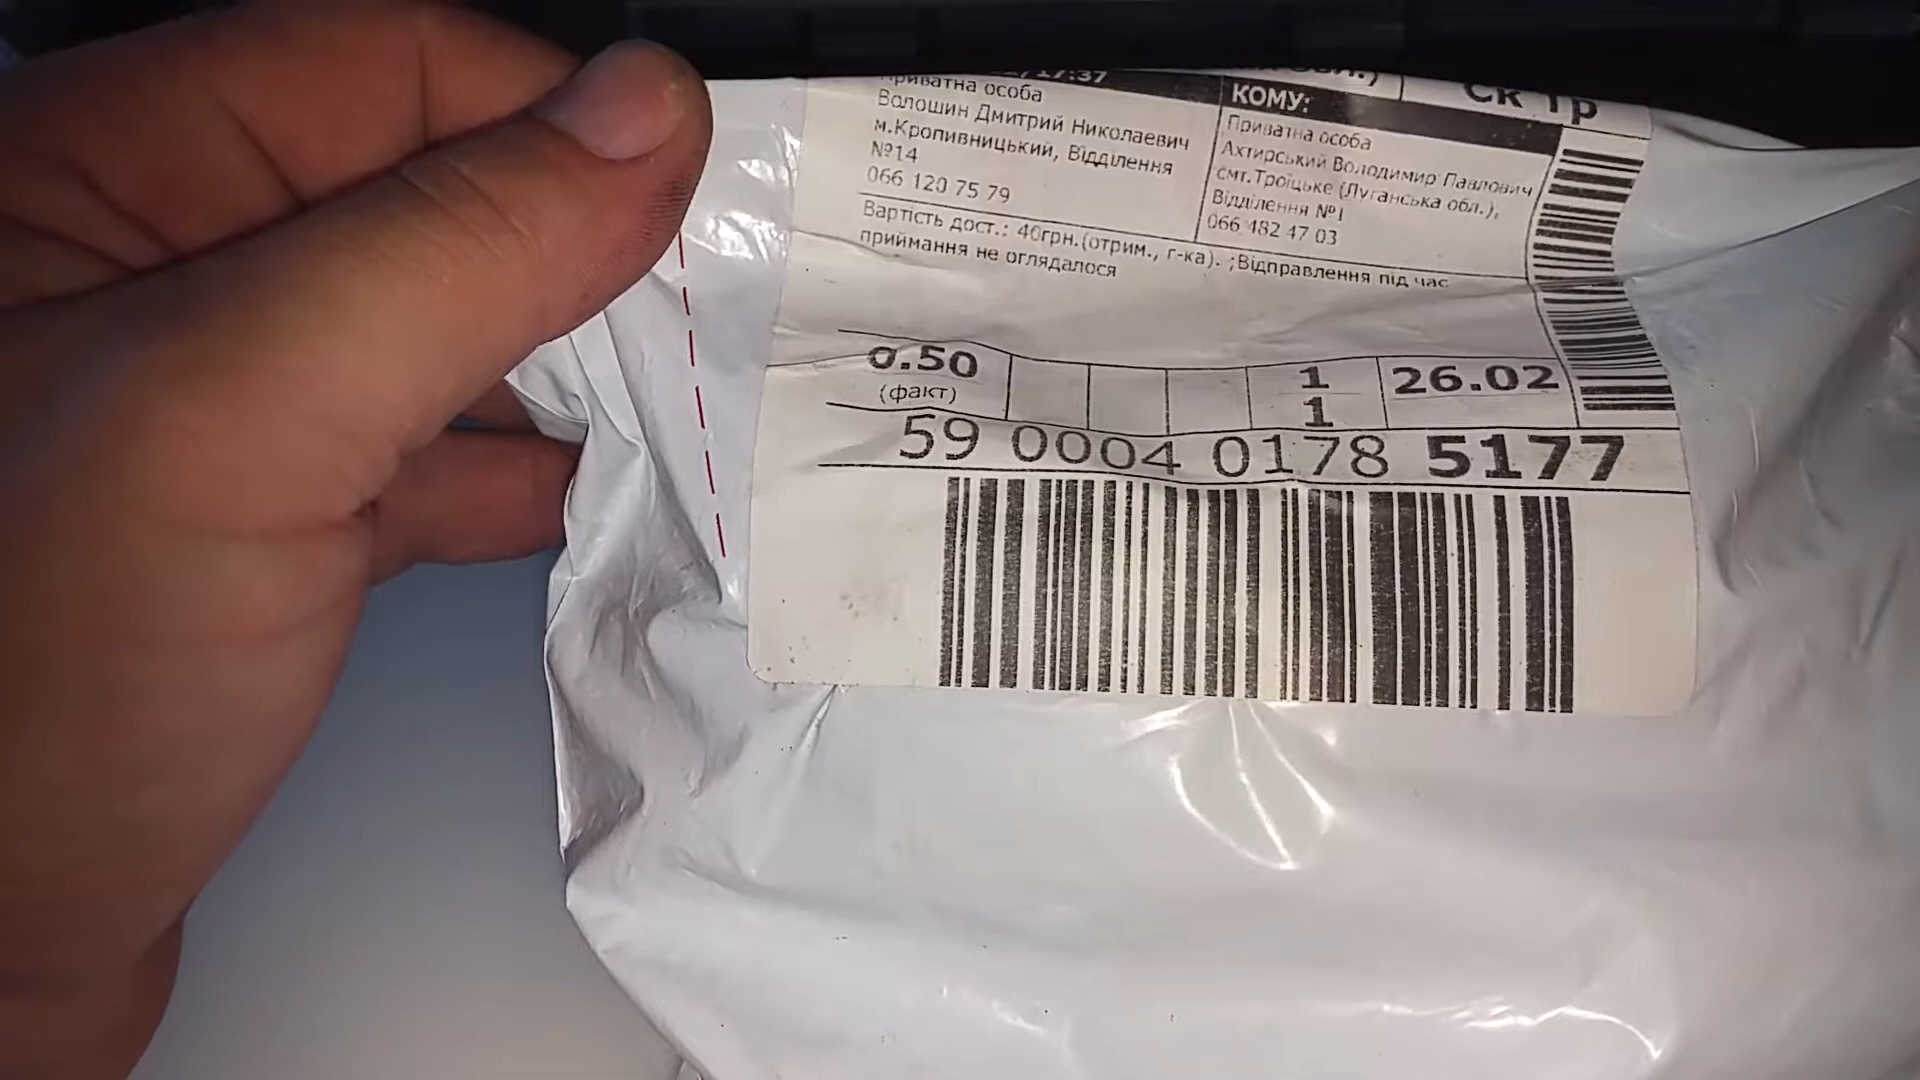 17:37
Приватна особа
Волошин Дмитрий Николаевич
м.Кропивницький, Відділення
№14
066 120 75 79
КОМУ:
Приватна особа
Ахтирський Володимир Павлович
смт.Троїцьке (Луганська обл.),
Відділення №1
066 482 47 03
Вартість дост.: 40грн.(отрим., г-ка). ;Відправлення під час
приймання не оглядалося
0.50
(факт)
1
1
26.02
59 0004 0178 5177